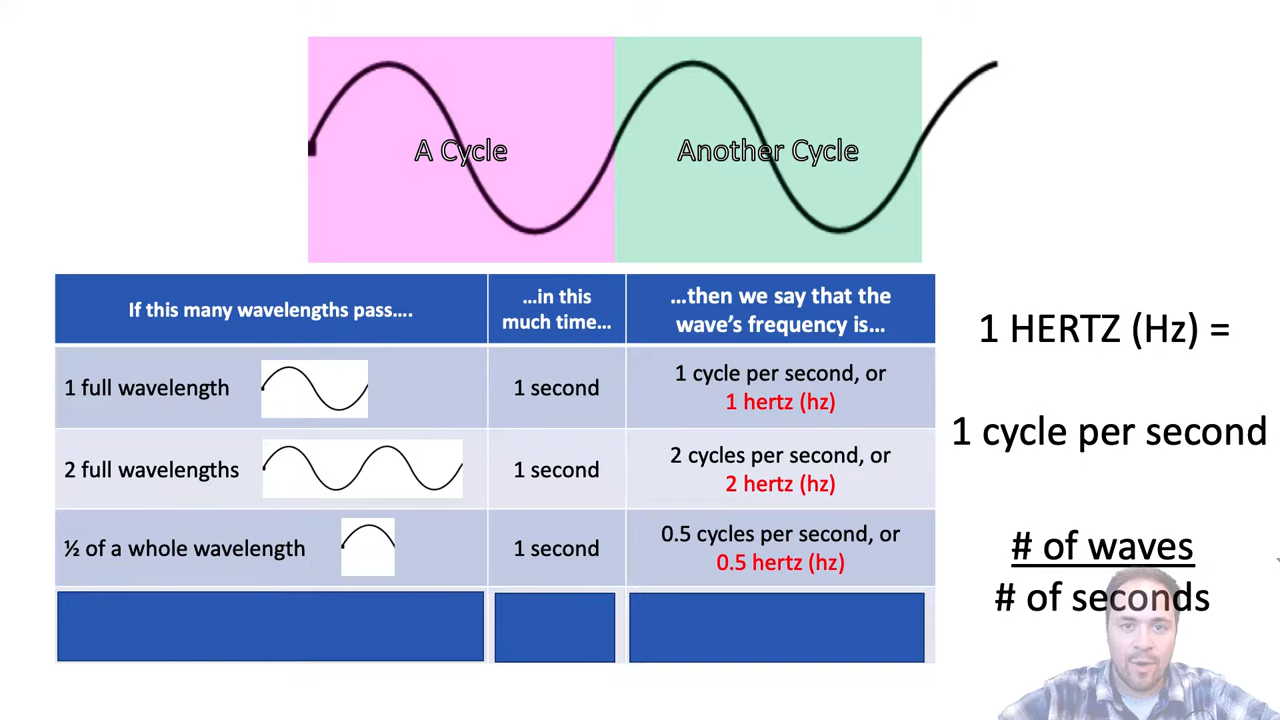 A Cycle
Another Cycle
If this many wavelengths pass....
...in this
much time...
...then we say that the
wave's frequency is...
1 full wavelength
1 second
1 cycle per second, or
1 hertz (hz)
2 full wavelengths
1 second
2 cycles per second, or
2 hertz (hz)
½ of a whole wavelength
1 second
0.5 cycles per second, or
0.5 hertz (hz)
1 HERTZ (Hz) =
1 cycle per second
# of waves
# of seconds